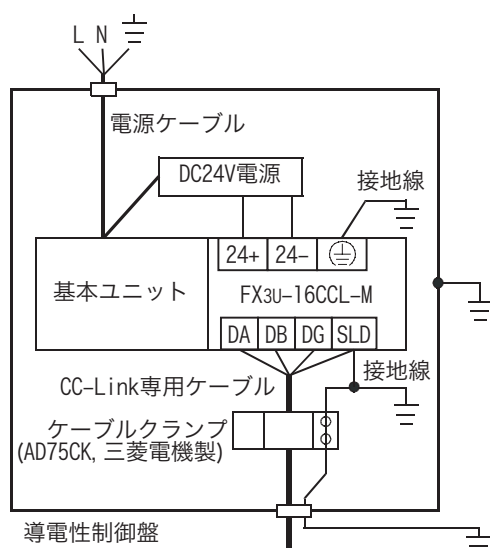 L N
電源ケーブル
DC24V電源
接地線
24+ 24-
基本ユニット
FX3U-16CCL-M
DA DB DG SLD
接地線
CC-Link専用ケーブル
ケーブルクランプ
(AD75CK, 三菱電機製)
導電性制御盤